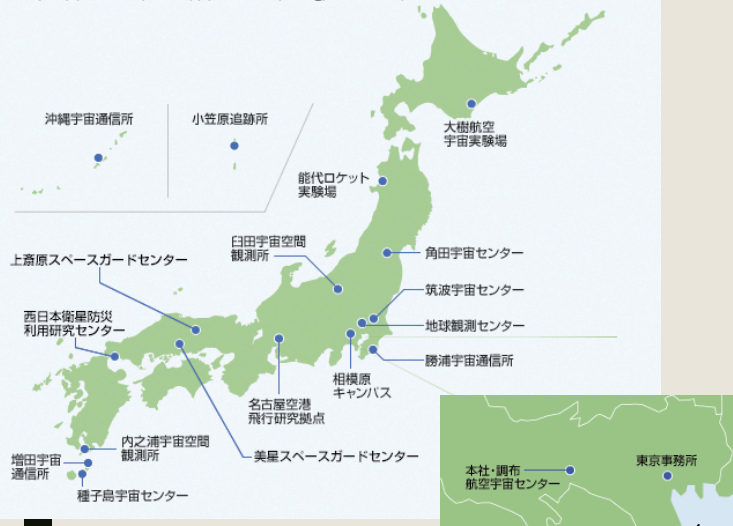 沖縄宇宙通信所
小笠原追跡所
大樹航空
宇宙実験場
能代ロケット
実験場
臼田宇宙空間
観測所
角田宇宙センター
上斎原スペースガードセンター
筑波宇宙センター
西日本衛星防災
利用研究センター
地球観測センター
勝浦宇宙通信所
相模原
キャンパス
名古屋空港
飛行研究拠点
内之浦宇宙空間
観測所
美星スペースガードセンター
増田宇宙
通信所
種子島宇宙センター
本社・調布
航空宇宙センター
東京事務所